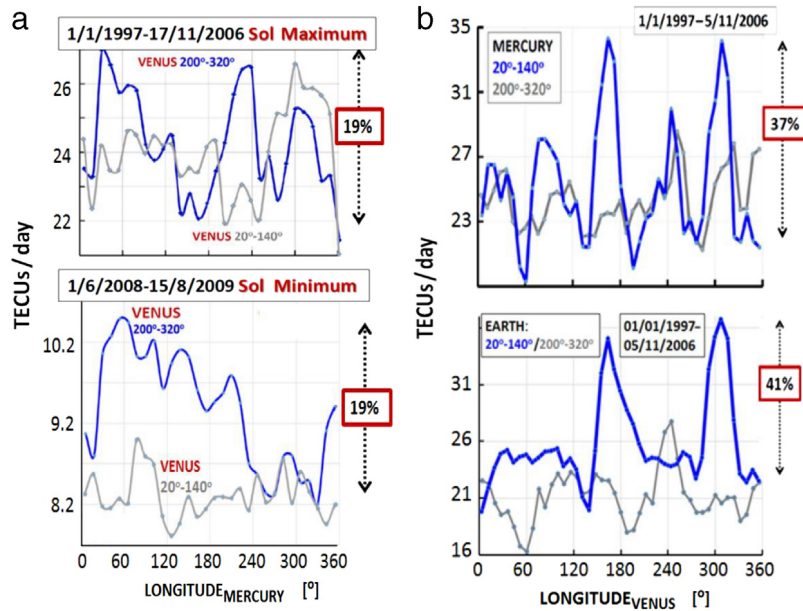 a
1/1/1997-17/11/2006 Sol Maximum
VENUS 200°-320°
26
24
22
19%
VENUS 20°-140°
TECUs / day
1/6/2008-15/8/2009 Sol Minimum
VENUS
200°-320°
10.2
9.2
8.2
19%
VENUS
20°-140°
0 60 120 180 240 300 360
LONGITUDE MERCURY [°]
b
35
31
27
23
19
1/1/1997–5/11/2006
MERCURY
20°-140°
200°-320°
37%
TECUs / day
EARTH:
20°-140°/200°-320°
01/01/1997–
05/11/2006
36
31
26
21
16
41%
0 60 120 180 240 300 360
LONGITUDE VENUS [°]